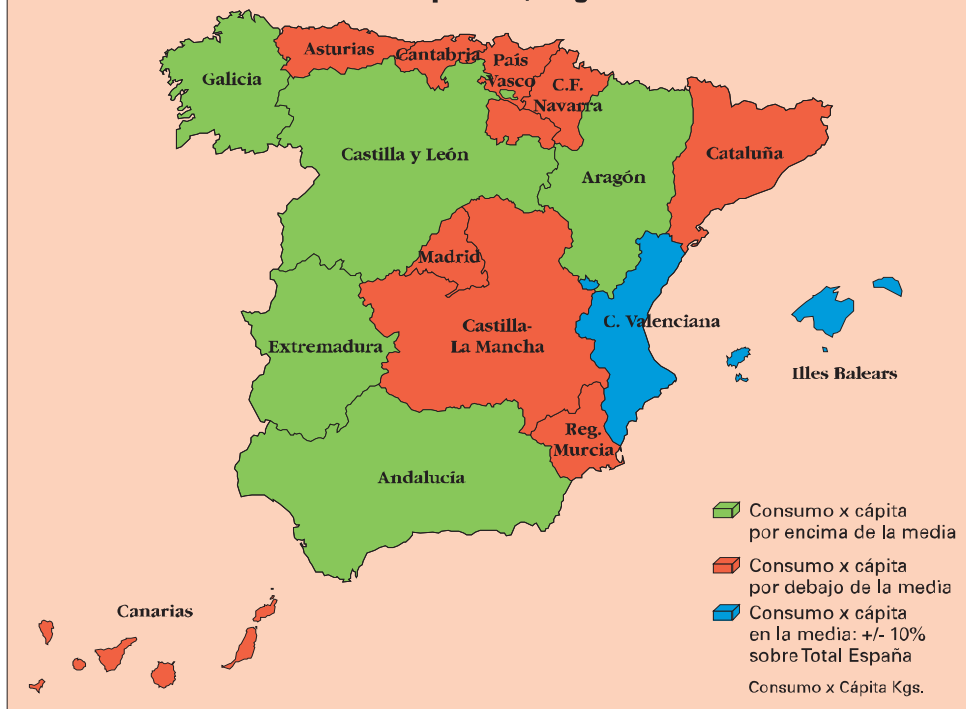 Asturias
Cantabria
País
Vasco
C.F.
Navarra
Galicia
Castilla y León
Aragón
Cataluña
Madrid
Castilla-
La Mancha
C. Valenciana
Extremadura
Illes Balears
Reg.
Murcia
Andalucía
Canarias
Consumo x cápita
por encima de la media
Consumo x cápita
por debajo de la media
Consumo x cápita
en la media: +/- 10%
sobre Total España
Consumo x Cápita Kgs.